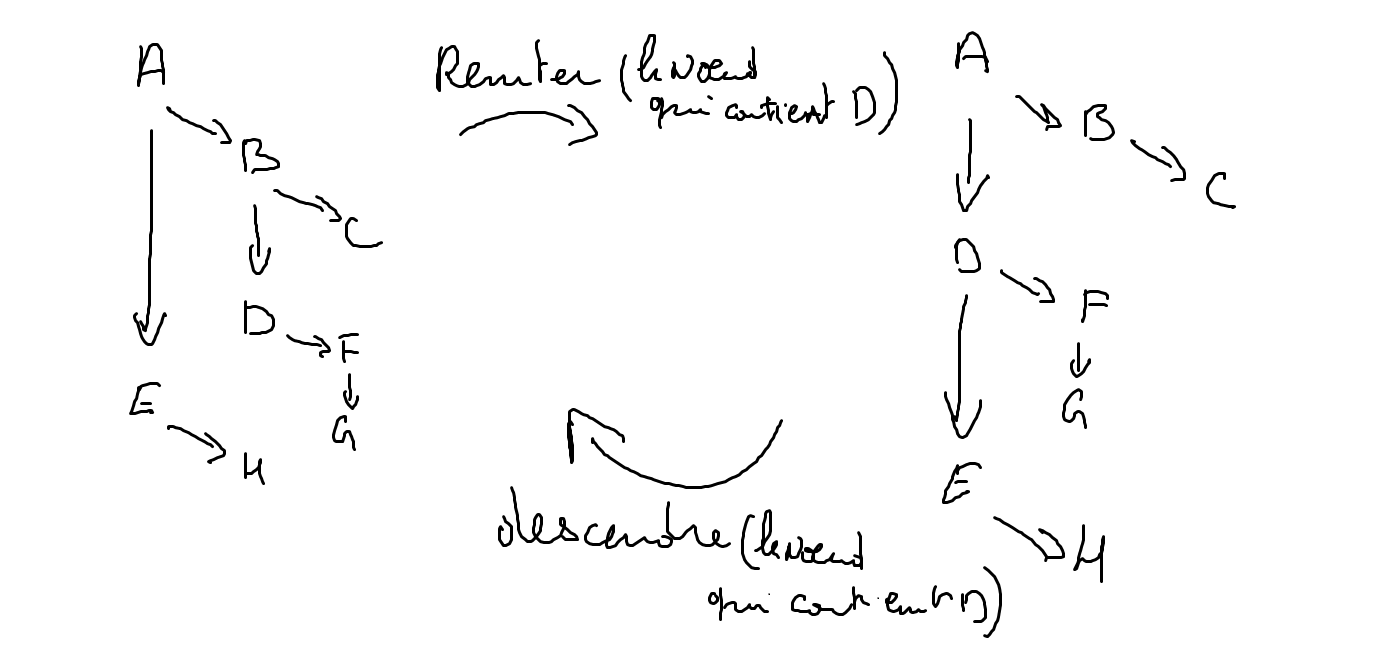 A
B
C
D
F
G
E
H
Remter (le Noeud
qui contient D)
A
B
C
D
F
G
E
H
descendre (le Noeud
qui contient D)